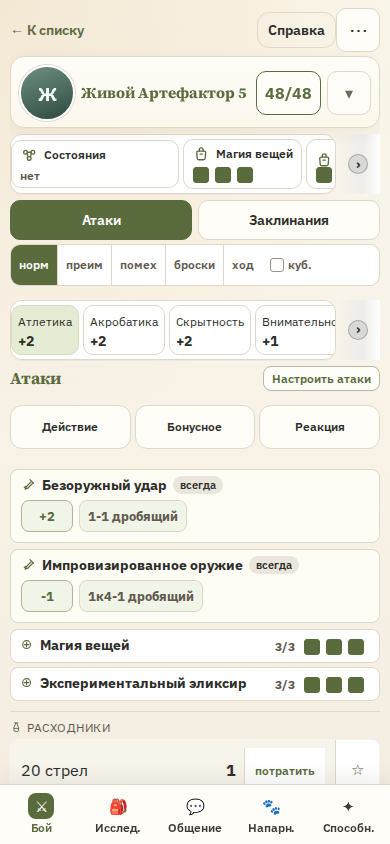 ← К списку
Справка
⋯
Ж
Живой Артефактор 5
48/48
▾
Состояния
нет
Магия вещей
›
Атаки
Заклинания
норм
преим
помех
броски
ход
куб.
Атлетика
+2
Акробатика
+2
Скрытность
+2
Внимательно
+1
›
Атаки
Настроить атаки
Действие
Бонусное
Реакция
Безоружный удар
всегда
+2
1-1 дробящий
Импровизированное оружие
всегда
-1
1к4-1 дробящий
Магия вещей
3/3
Экспериментальный эликсир
3/3
РАСХОДНИКИ
20 стрел
1
потратить
☆
Бой
Исслед.
Общение
Напарн.
Способн.